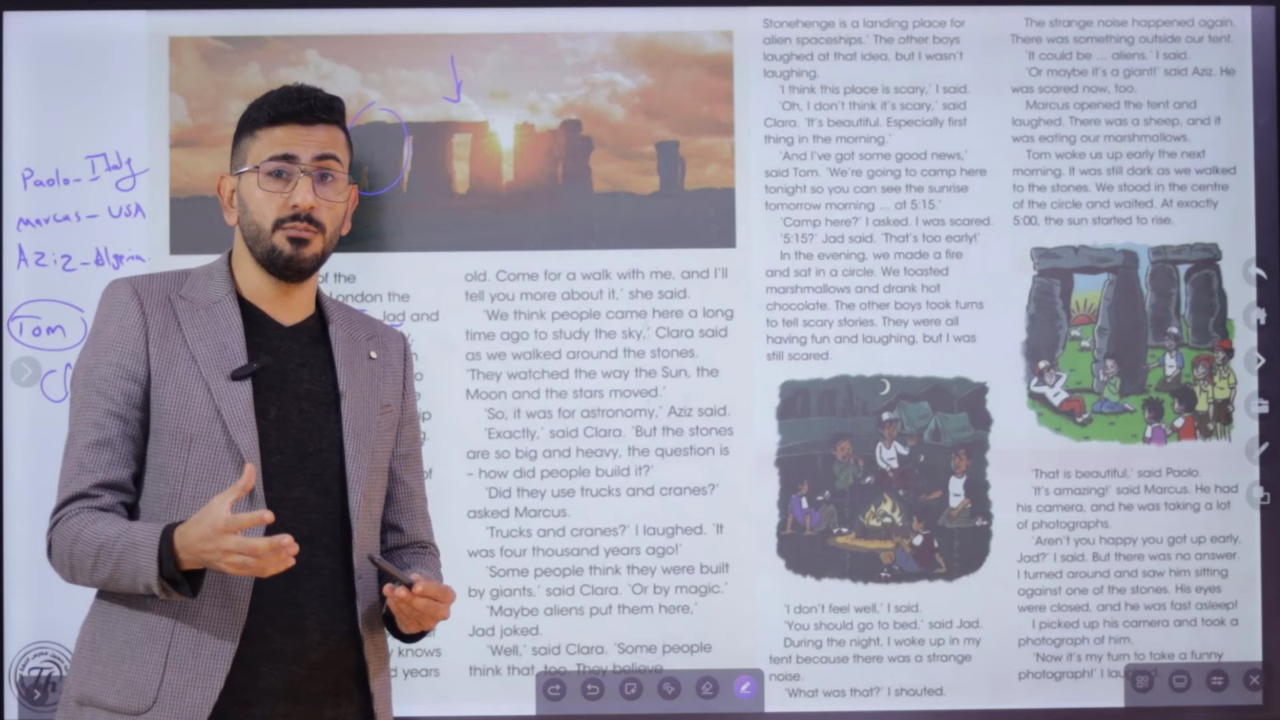 Paolo - Italy
Marcus - USA
Aziz - Algeria
Tom
of the
London the
Jad and
knows
years
old. Come for a walk with me, and I'll
tell you more about it,' she said.
'We think people came here a long
time ago to study the sky,' Clara said
as we walked around the stones.
'They watched the way the Sun, the
Moon and the stars moved.'
'So, it was for astronomy,' Aziz said.
'Exactly,' said Clara. 'But the stones
are so big and heavy, the question is
– how did people build it?'
'Did they use trucks and cranes?'
asked Marcus.
'Trucks and cranes?' I laughed. 'It
was four thousand years ago!'
'Some people think they were built
by giants,' said Clara. 'Or by magic.'
'Maybe aliens put them here,'
Jad joked.
'Well,' said Clara. 'Some people
think that, too. They believe
Stonehenge is a landing place for
alien spaceships.' The other boys
laughed at that idea, but I wasn't
laughing.
'I think this place is scary,' I said.
'Oh, I don't think it's scary,' said
Clara. 'It's beautiful. Especially first
thing in the morning.'
'And I've got some good news,'
said Tom. 'We're going to camp here
tonight so you can see the sunrise
tomorrow morning ... at 5:15.'
'Camp here?' I asked. I was scared.
'5:15?' Jad said. 'That's too early!'
In the evening, we made a fire
and sat in a circle. We toasted
marshmallows and drank hot
chocolate. The other boys took turns
to tell scary stories. They were all
having fun and laughing, but I was
still scared.
'I don't feel well,' I said.
'You should go to bed,' said Jad.
During the night, I woke up in my
tent because there was a strange
noise.
'What was that?' I shouted.
The strange noise happened again.
There was something outside our tent.
'It could be ... aliens,' I said.
'Or maybe it's a giant!' said Aziz. He
was scared now, too.
Marcus opened the tent and
laughed. There was a sheep, and it
was eating our marshmallows.
Tom woke us up early the next
morning. It was still dark as we walked
to the stones. We stood in the centre
of the circle and waited. At exactly
5:00, the sun started to rise.
'That is beautiful,' said Paolo.
'It's amazing!' said Marcus. He had
his camera, and he was taking a lot
of photographs.
'Aren't you happy you got up early,
Jad?' I said. But there was no answer.
I turned around and saw him sitting
against one of the stones. His eyes
were closed, and he was fast asleep!
I picked up his camera and took a
photograph of him.
'Now it's my turn to take a funny
photograph!' I